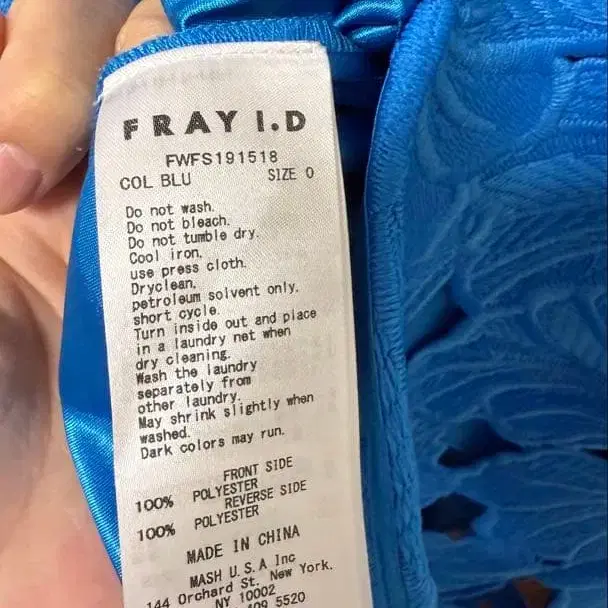 FRAY I.D
FWFS191518
COL BLU SIZE 0
Do not wash.
Do not bleach.
Do not tumble dry.
Cool iron.
use press cloth.
Dryclean,
petroleum solvent only.
short cycle.
Turn inside out and place
in a laundry net when
dry cleaning.
Wash the laundry
separately from
other laundry.
May shrink slightly when
washed.
Dark colors may run.
FRONT SIDE
100% POLYESTER
REVERSE SIDE
100% POLYESTER
MADE IN CHINA
MASH U.S.A Inc
144 Orchard St. New York.
NY 10002
5520